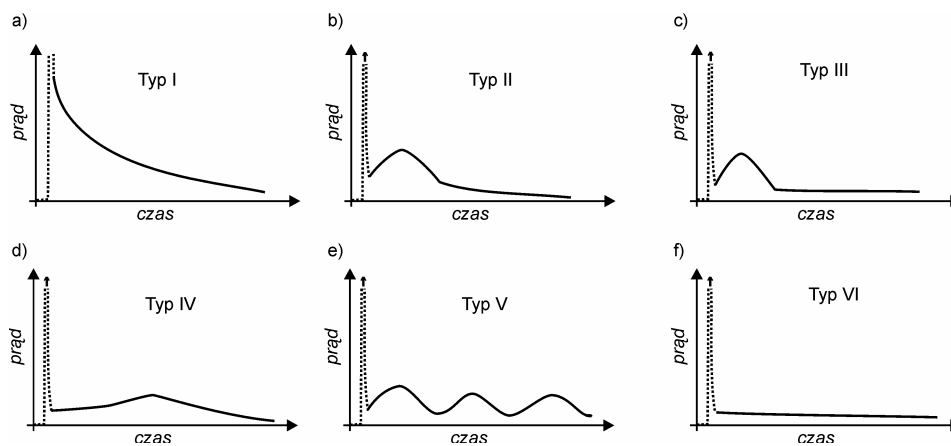 a)
Typ I
prąd
czas
b)
Typ II
prąd
czas
c)
Typ III
prąd
czas
d)
Typ IV
prąd
czas
e)
Typ V
prąd
czas
f)
Typ VI
prąd
czas